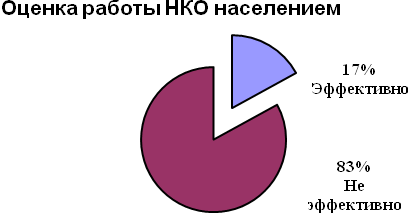 Оценка работы НКО населением
17%
Эффективно
83%
Не
эффективно